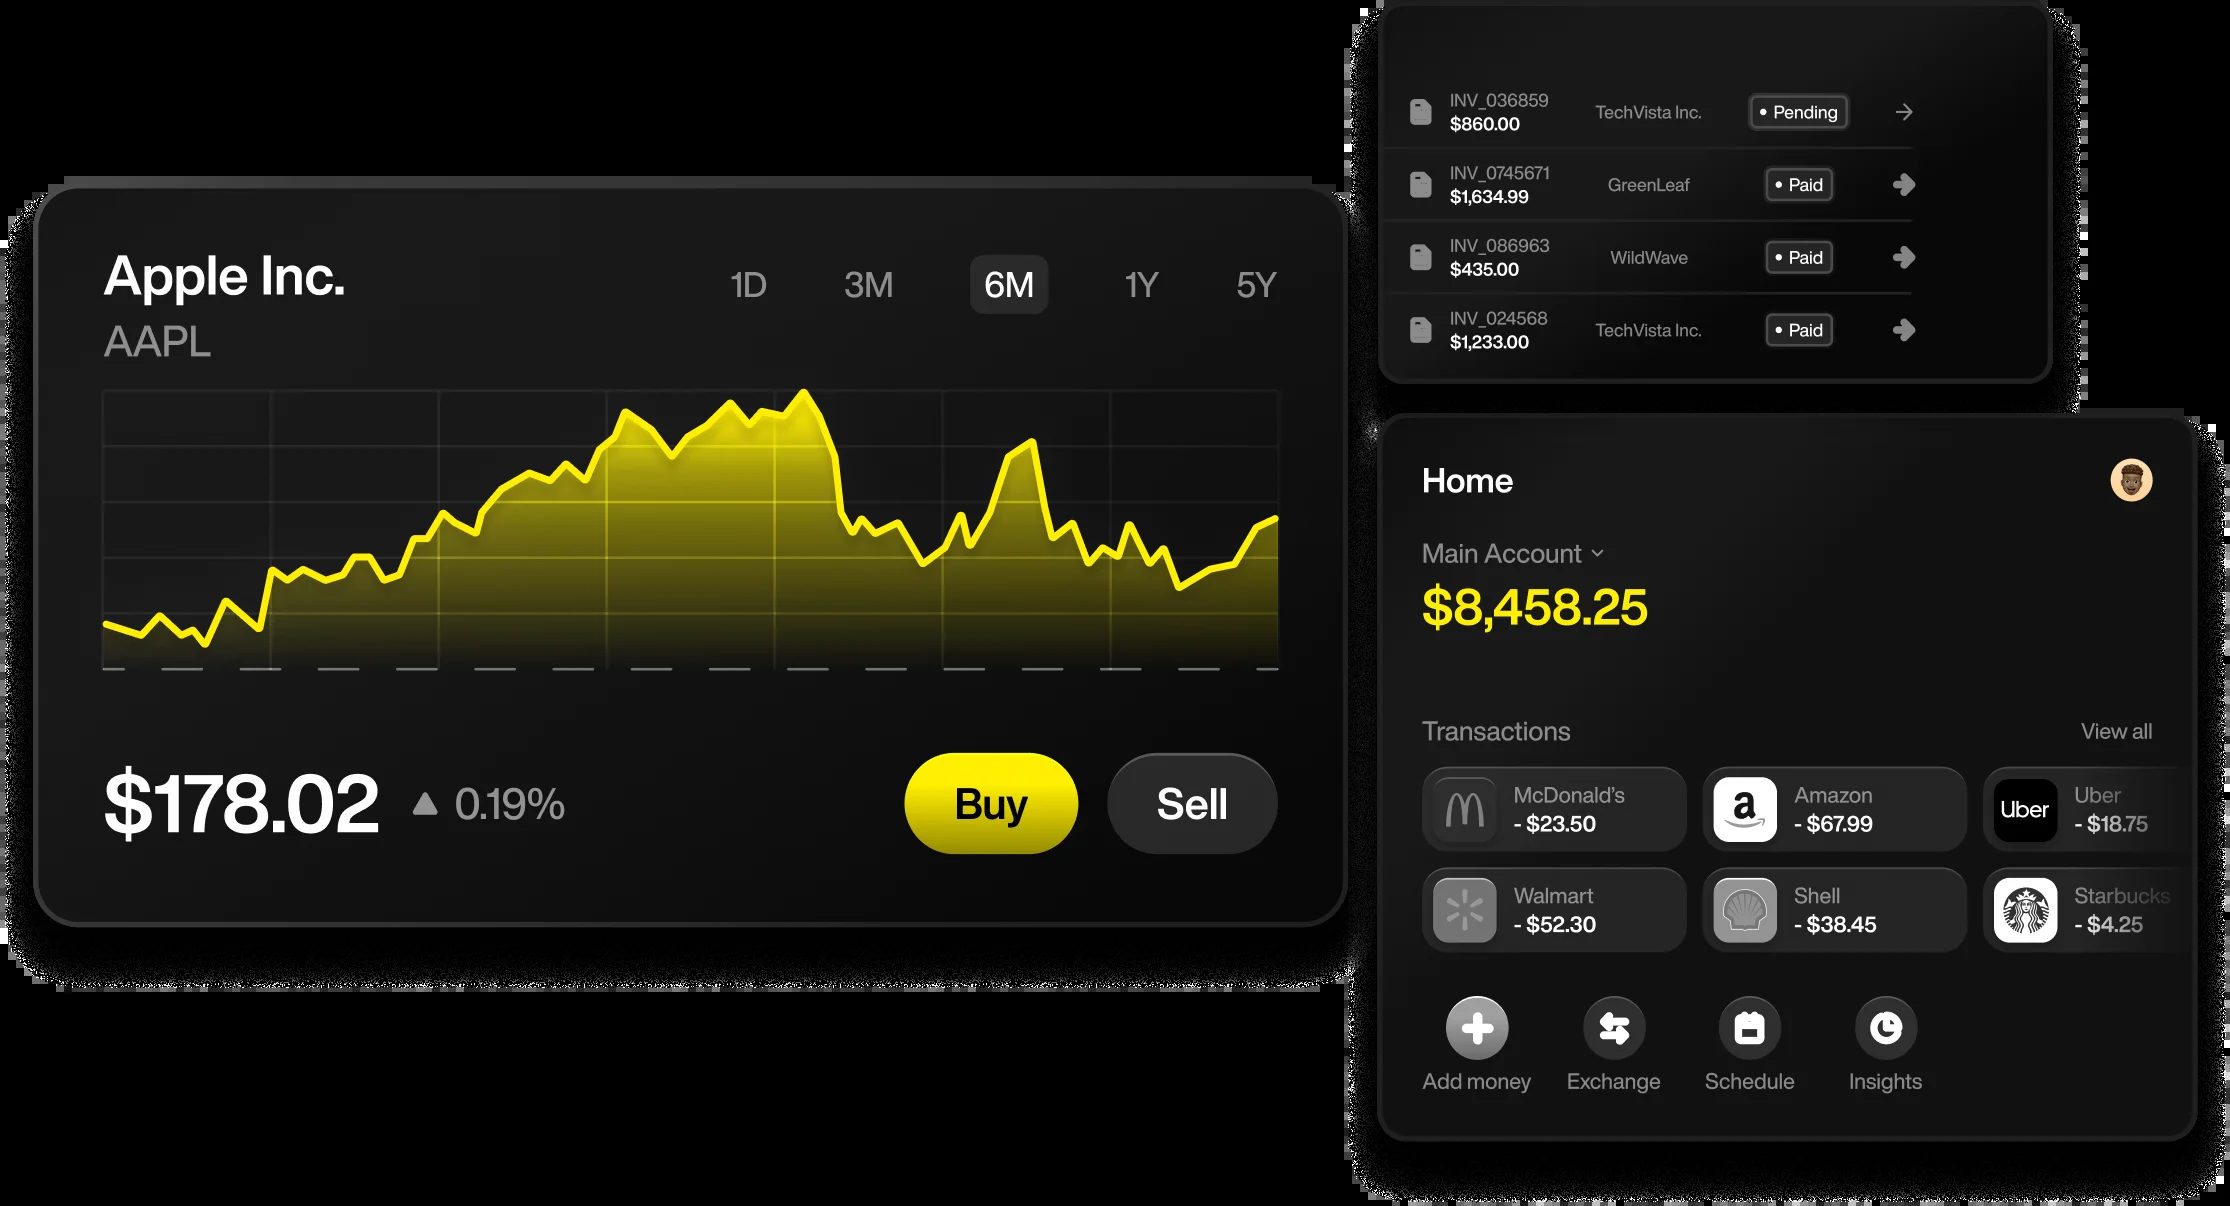 Apple Inc.
AAPL
1D 3M 6M 1Y 5Y
$178.02 0.19%
Buy Sell
INV_036859
$860.00
TechVista Inc.
Pending
INV_0745671
$1,634.99
GreenLeaf
Paid
INV_086963
$435.00
WildWave
Paid
INV_024568
$1,233.00
TechVista Inc.
Paid
Home
Main Account
$8,458.25
Transactions
View all
McDonald's
- $23.50
a
Amazon
- $67.99
Uber
Uber
- $18.75
Walmart
- $52.30
Shell
- $38.45
Starbucks
- $4.25
Add money
Exchange
Schedule
Insights